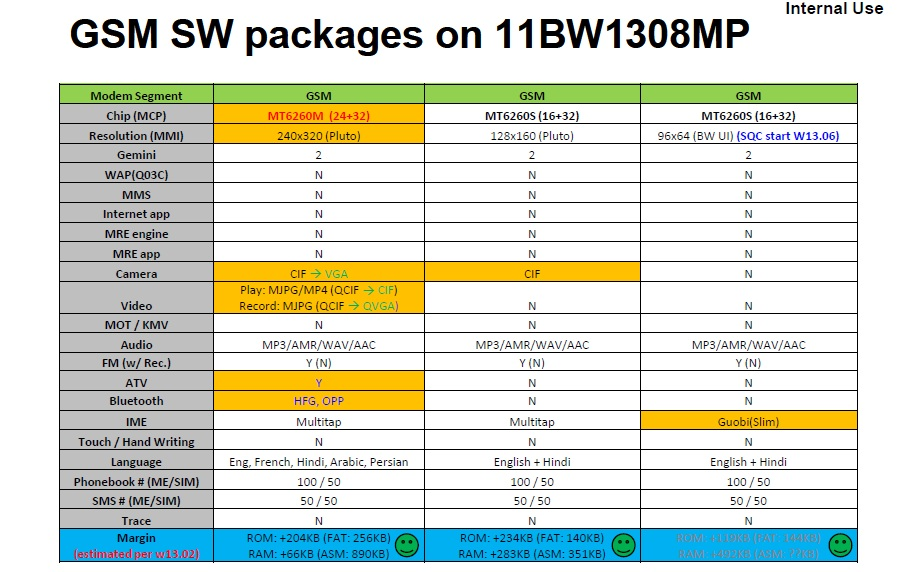 Internal Use
GSM SW packages on 11BW1308MP
Modem Segment GSM GSM GSM
Chip (MCP) MT6260M (24+32) MT6260S (16+32) MT6260S (16+32)
Resolution (MMI) 240x320 (Pluto) 128x160 (Pluto) 96x64 (BW UI) (SQC start W13.06)
Gemini 2 2 2
WAP(Q03C) N N N
MMS N N N
Internet app N N N
MRE engine N N N
MRE app N N N
Camera CIF → VGA CIF N
Play: MJPG/MP4 (QCIF → CIF)
Video Record: MJPG (QCIF → QVGA) N N
MOT / KMV N N N
Audio MP3/AMR/WAV/AAC MP3/AMR/WAV/AAC MP3/AMR/WAV/AAC
FM (w/ Rec.) Y (N) Y (N) Y (N)
ATV Y N N
Bluetooth HFG, OPP N N
IME Multitap Multitap Guobi(Slim)
Touch / Hand Writing N N N
Language Eng, French, Hindi, Arabic, Persian English + Hindi English + Hindi
Phonebook # (ME/SIM) 100 / 50 100 / 50 100 / 50
SMS # (ME/SIM) 50 / 50 50 / 50 50 / 50
Trace N N N
Margin ROM: +204KB (FAT: 256KB) ROM: +234KB (FAT: 140KB) ROM: +119KB (FAT: 144KB)
(estimated per w13.02) RAM: +66KB (ASM: 890KB) RAM: +283KB (ASM: 351KB) RAM: +492KB (ASM: 77KB)